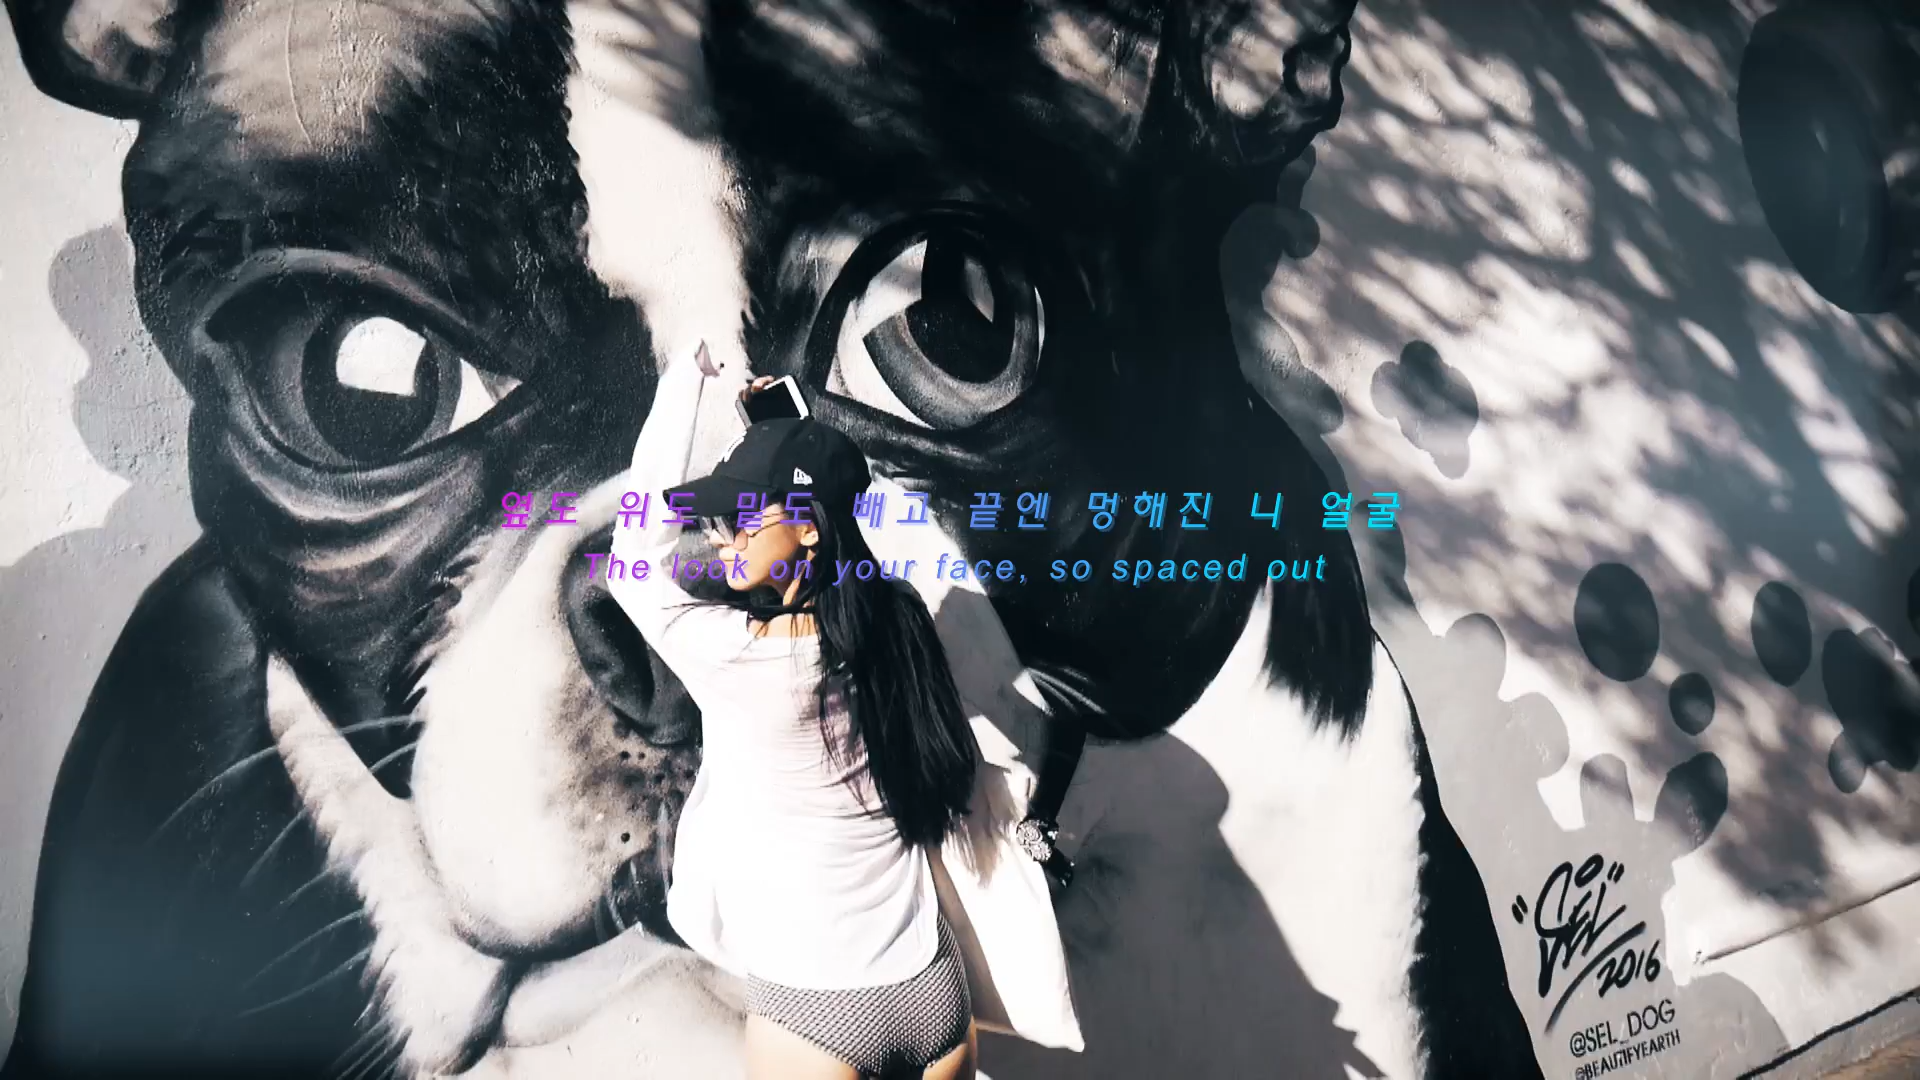 옆도 위도 밑도 빼고 끝엔 멍해진 니 얼굴
The look on your face, so spaced out
"SEL"
2016
@SEL_DOG
@BEAUTIFYEARTH